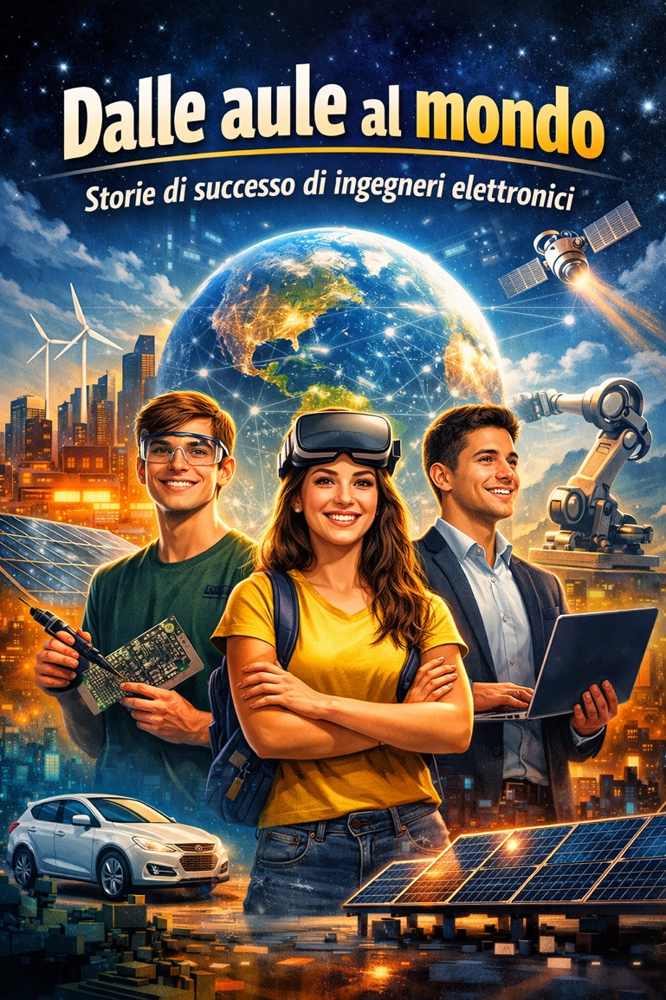 Dalle aule al mondo
Storie di successo di ingegneri elettronici